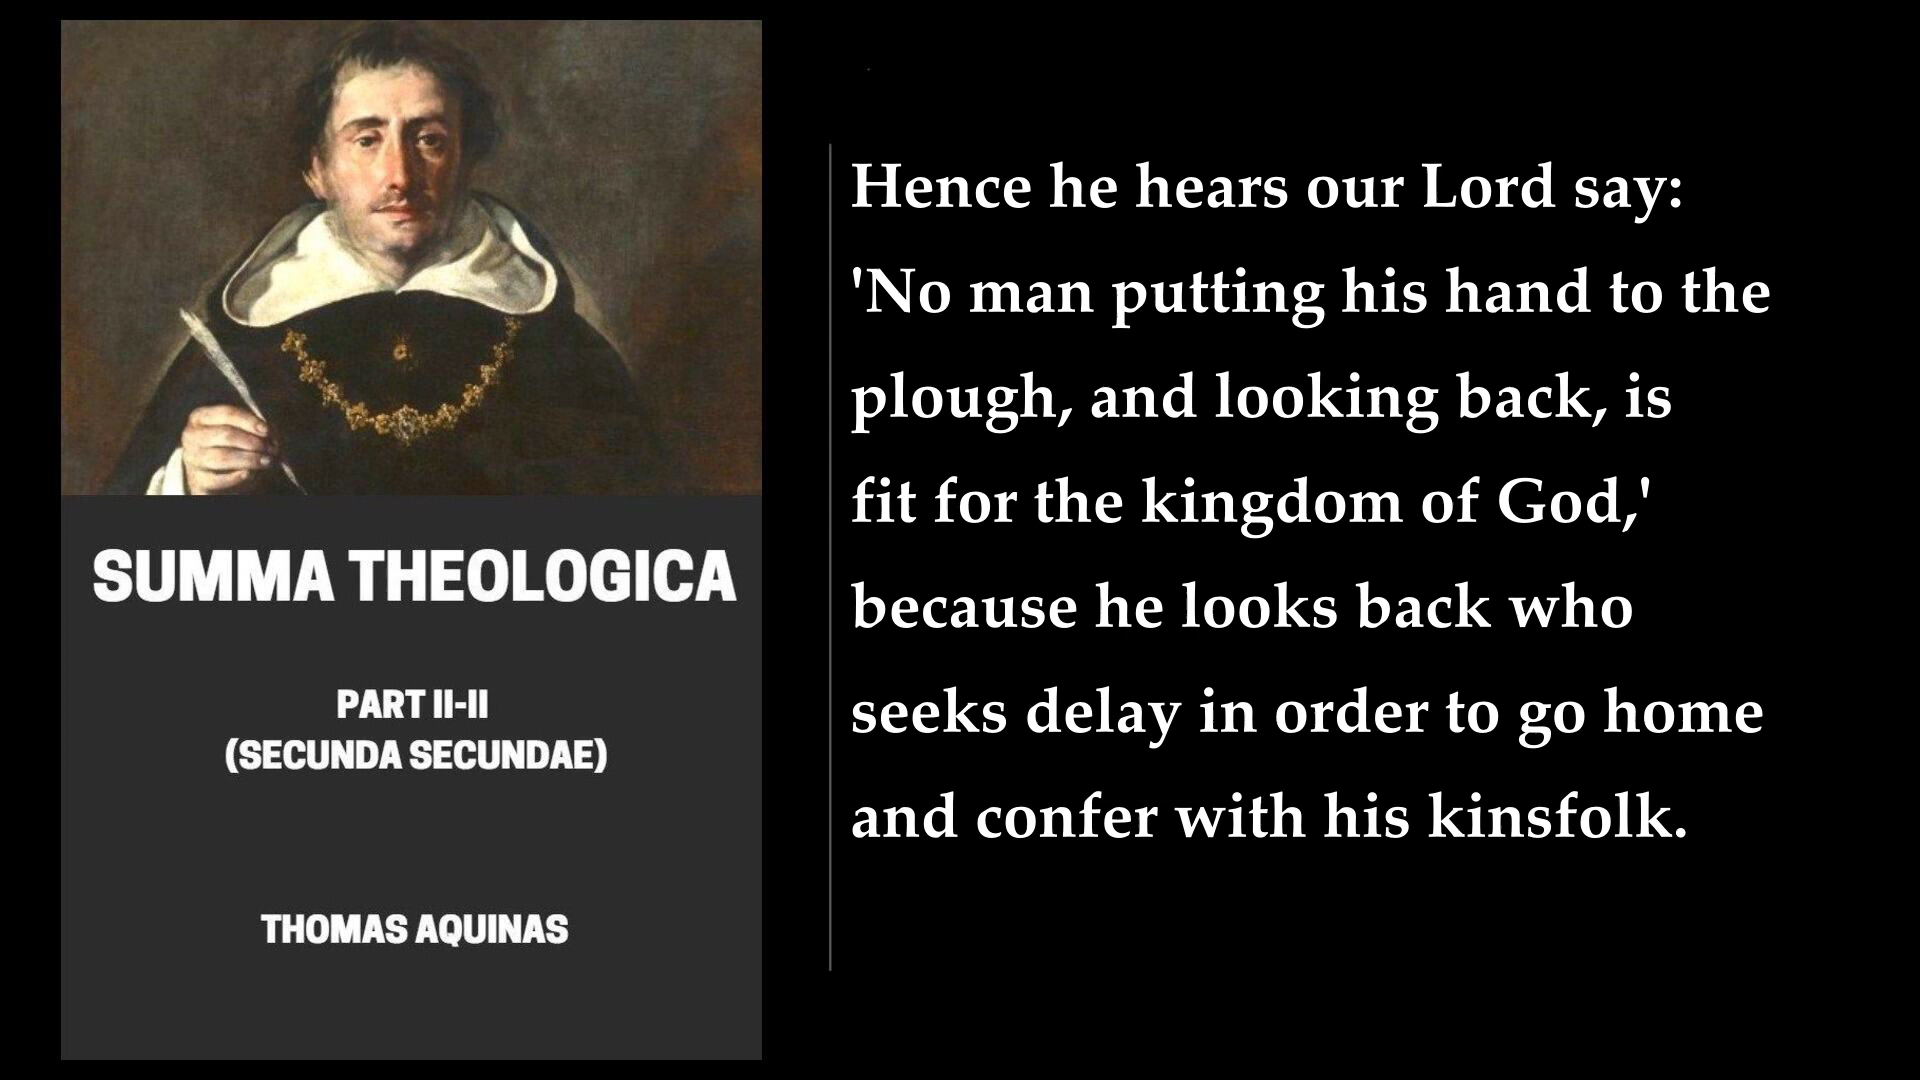 SUMMA THEOLOGICA
PART II-II
(SECUNDA SECUNDAE)
THOMAS AQUINAS
Hence he hears our Lord say:
'No man putting his hand to the
plough, and looking back, is
fit for the kingdom of God,'
because he looks back who
seeks delay in order to go home
and confer with his kinsfolk.